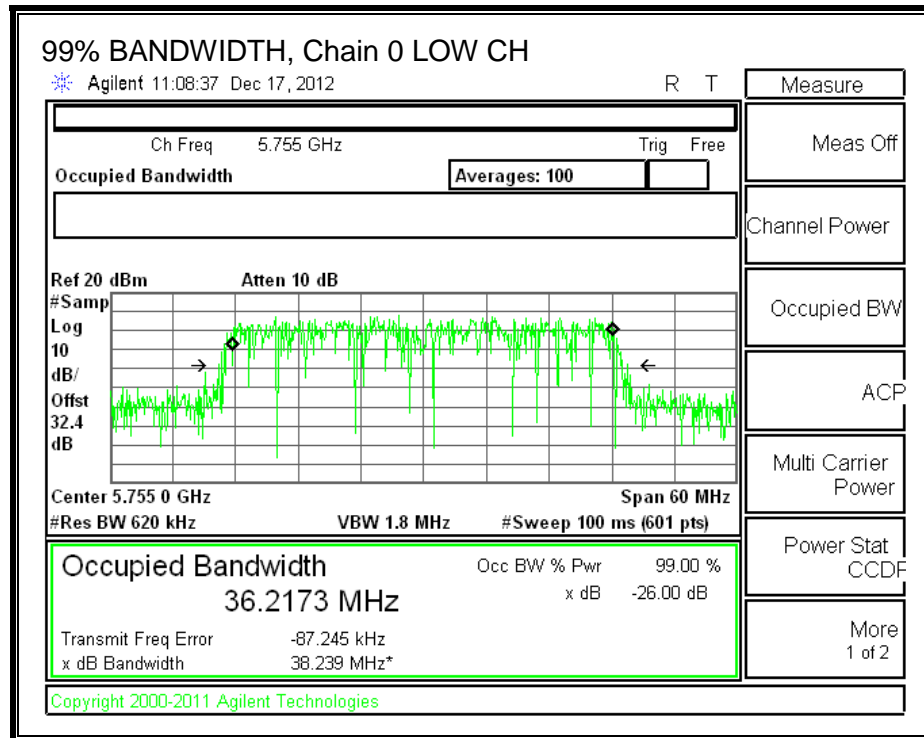 99% BANDWIDTH, Chain 0 LOW CH
Agilent 11:08:37 Dec 17, 2012 R T
Measure
Ch Freq 5.755 GHz Trig Free
Meas Off
Occupied Bandwidth Averages: 100
Channel Power
Ref 20 dBm Atten 10 dB
#Samp
Log
10
dB/
Offst
32.4
dB
Occupied BW
ACP
Center 5.755 0 GHz Span 60 MHz
#Res BW 620 kHz VBW 1.8 MHz #Sweep 100 ms (601 pts)
Multi Carrier
Power
Occupied Bandwidth Occ BW % Pwr 99.00 %
36.2173 MHz x dB -26.00 dB
Transmit Freq Error -87.245 kHz
x dB Bandwidth 38.239 MHz*
Power Stat
CCDF
More
1 of 2
Copyright 2000-2011 Agilent Technologies